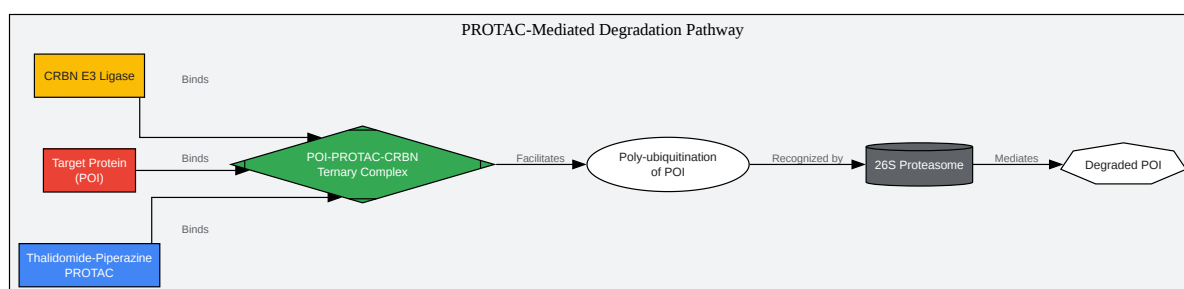 PROTAC-Mediated Degradation Pathway
CRBN E3 Ligase
Binds
Target Protein
(POI)
Binds
POI-PROTAC-CRBN
Ternary Complex
Facilitates
Poly-ubiquitination
of POI
Recognized by
26S Proteasome
Mediates
Degraded POI
Binds
Thalidomide-Piperazine
PROTAC